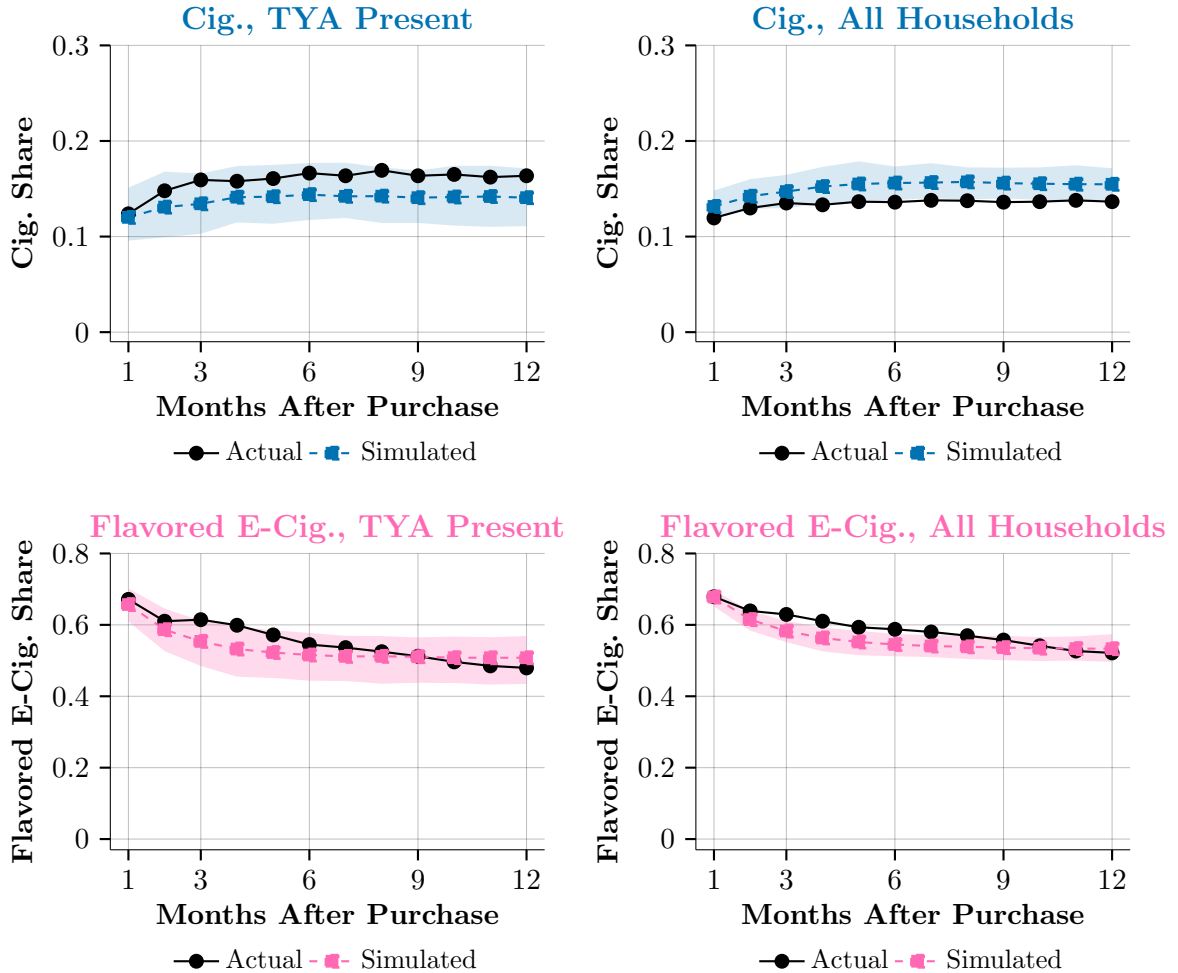 Cig., TYA Present
Cig. Share
0.3
0.2
0.1
0
1 3 6 9 12
Months After Purchase
Actual Simulated
Cig., All Households
Cig. Share
0.3
0.2
0.1
0
1 3 6 9 12
Months After Purchase
Actual Simulated
Flavored E-Cig., TYA Present
Flavored E-Cig. Share
0.8
0.6
0.4
0.2
0
1 3 6 9 12
Months After Purchase
Actual Simulated
Flavored E-Cig., All Households
Flavored E-Cig. Share
0.8
0.6
0.4
0.2
0
1 3 6 9 12
Months After Purchase
Actual Simulated